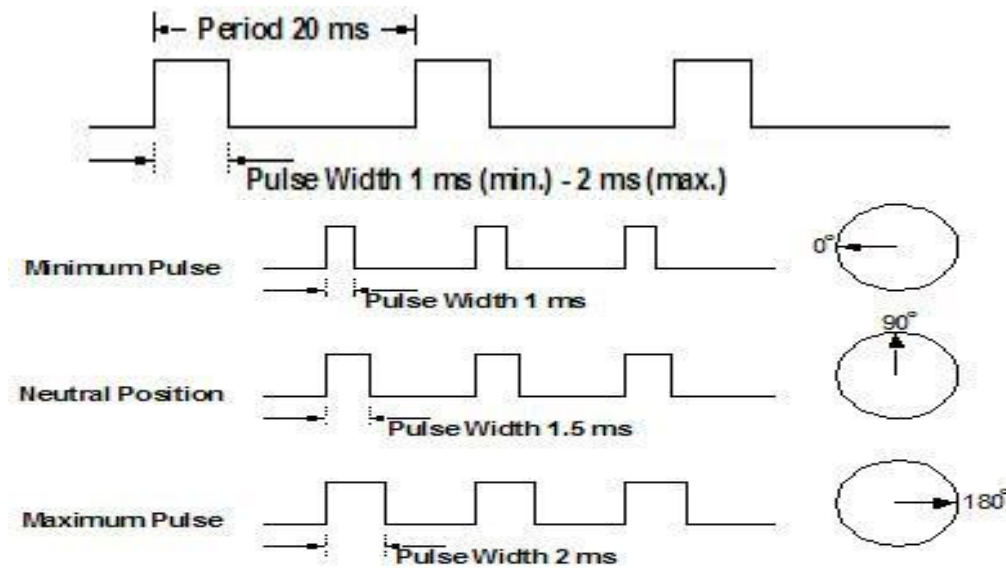 Period 20 ms
Pulse Width 1 ms (min.) - 2 ms (max.)
Minimum Pulse
Pulse Width 1 ms
0°
Neutral Position
Pulse Width 1.5 ms
90°
Maximum Pulse
Pulse Width 2 ms
180°